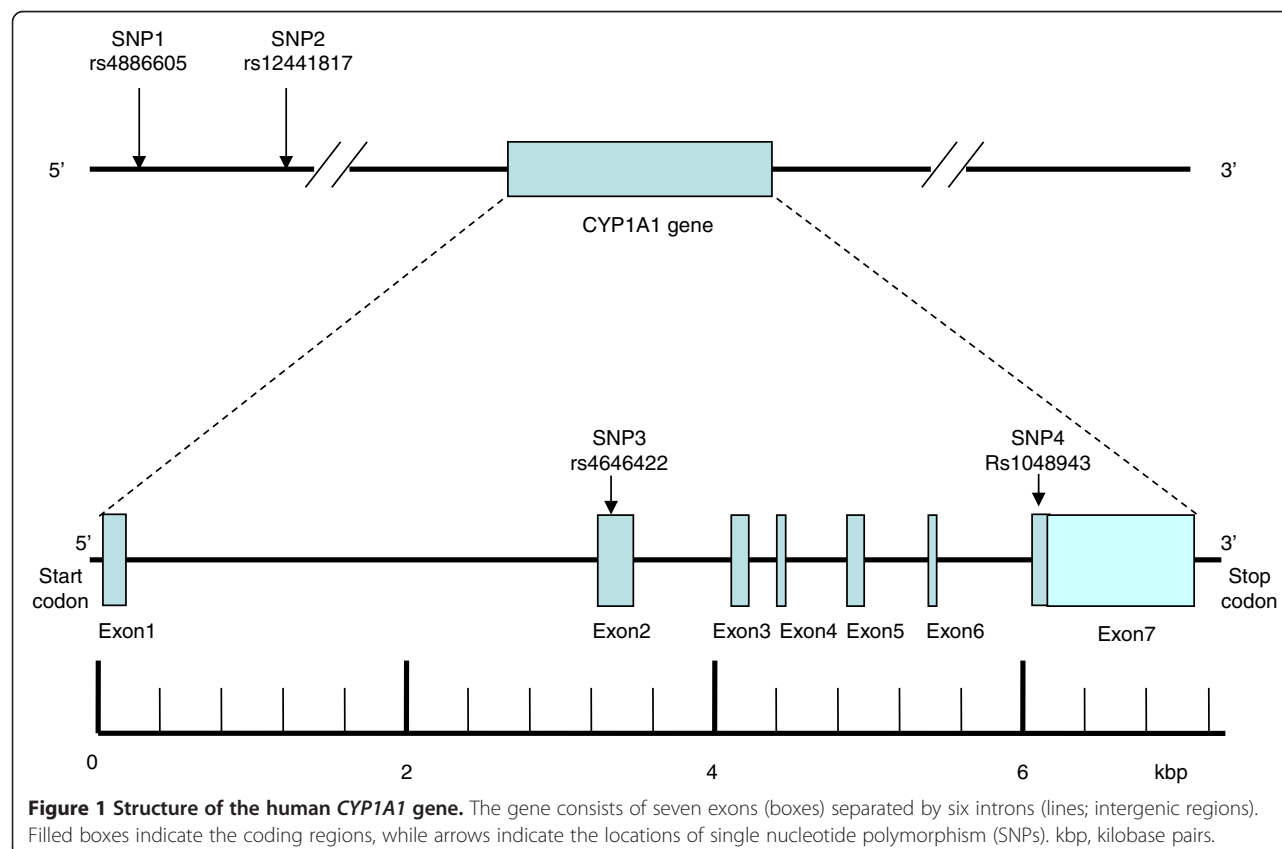 SNP1 SNP2
rs4886605 rs12441817
5’ 3’
CYP1A1 gene
SNP3 SNP4
rs4646422 Rs1048943
5’ 3’
Start Stop
codon codon
Exon1 Exon2 Exon3 Exon4 Exon5 Exon6 Exon7
0 2 4 6 kbp
Figure 1 Structure of the human CYP1A1 gene. The gene consists of seven exons (boxes) separated by six introns (lines; intergenic regions).
Filled boxes indicate the coding regions, while arrows indicate the locations of single nucleotide polymorphism (SNPs). kbp, kilobase pairs.